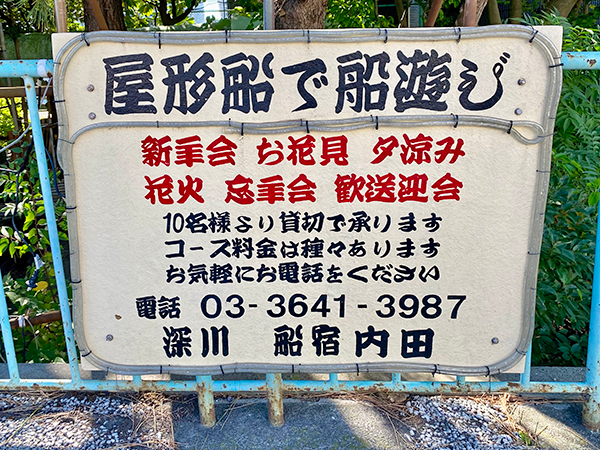 屋形船で船遊び
新年会 お花見 夕涼み
花火 忘年会 歓送迎会
10名様より貸切で承ります
コース料金は種々あります
お気軽にお電話をください
電話 03-3641-3987
深川 船宿 内田